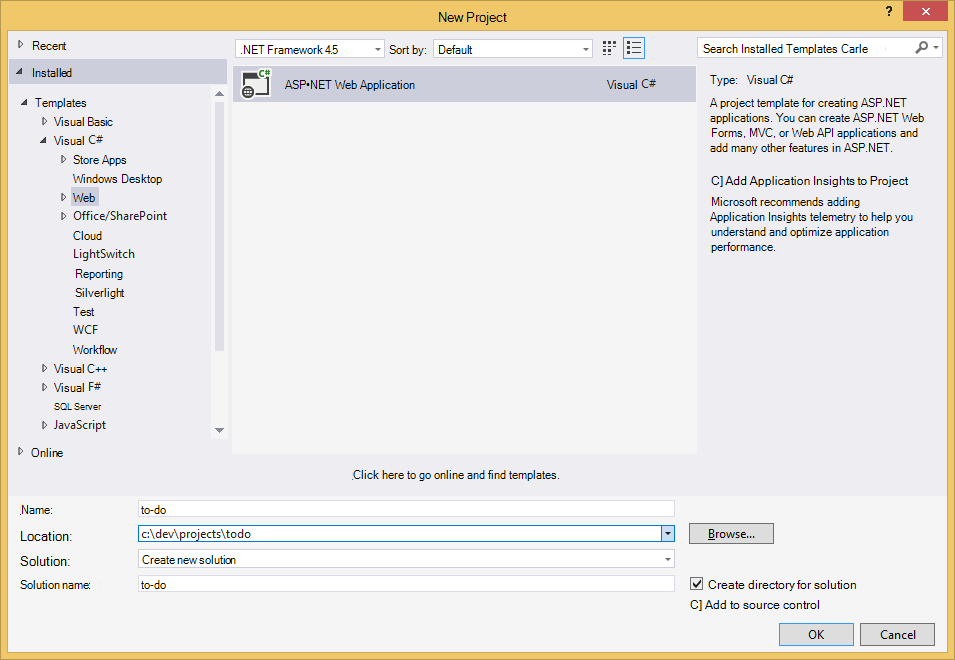 New Project
?
Recent
Installed
Templates
Visual Basic
Visual C#
Store Apps
Windows Desktop
Web
Office/SharePoint
Cloud
LightSwitch
Reporting
Silverlight
Test
WCF
Workflow
Visual C++
Visual F#
SQL Server
JavaScript
Online
.NET Framework 4.5
Sort by: Default
C#
ASP•NET Web Application
Visual C#
Click here to go online and find templates.
Search Installed Templates Carle
Type: Visual C#
A project template for creating ASP.NET
applications. You can create ASP.NET Web
Forms, MVC, or Web API applications and
add many other features in ASP.NET.
C] Add Application Insights to Project
Microsoft recommends adding
Application Insights telemetry to help you
understand and optimize application
performance.
Name: to-do
Location: c:\dev\projects\todo
Browse...
Solution: Create new solution
Solution name: to-do
Create directory for solution
C] Add to source control
OK
Cancel